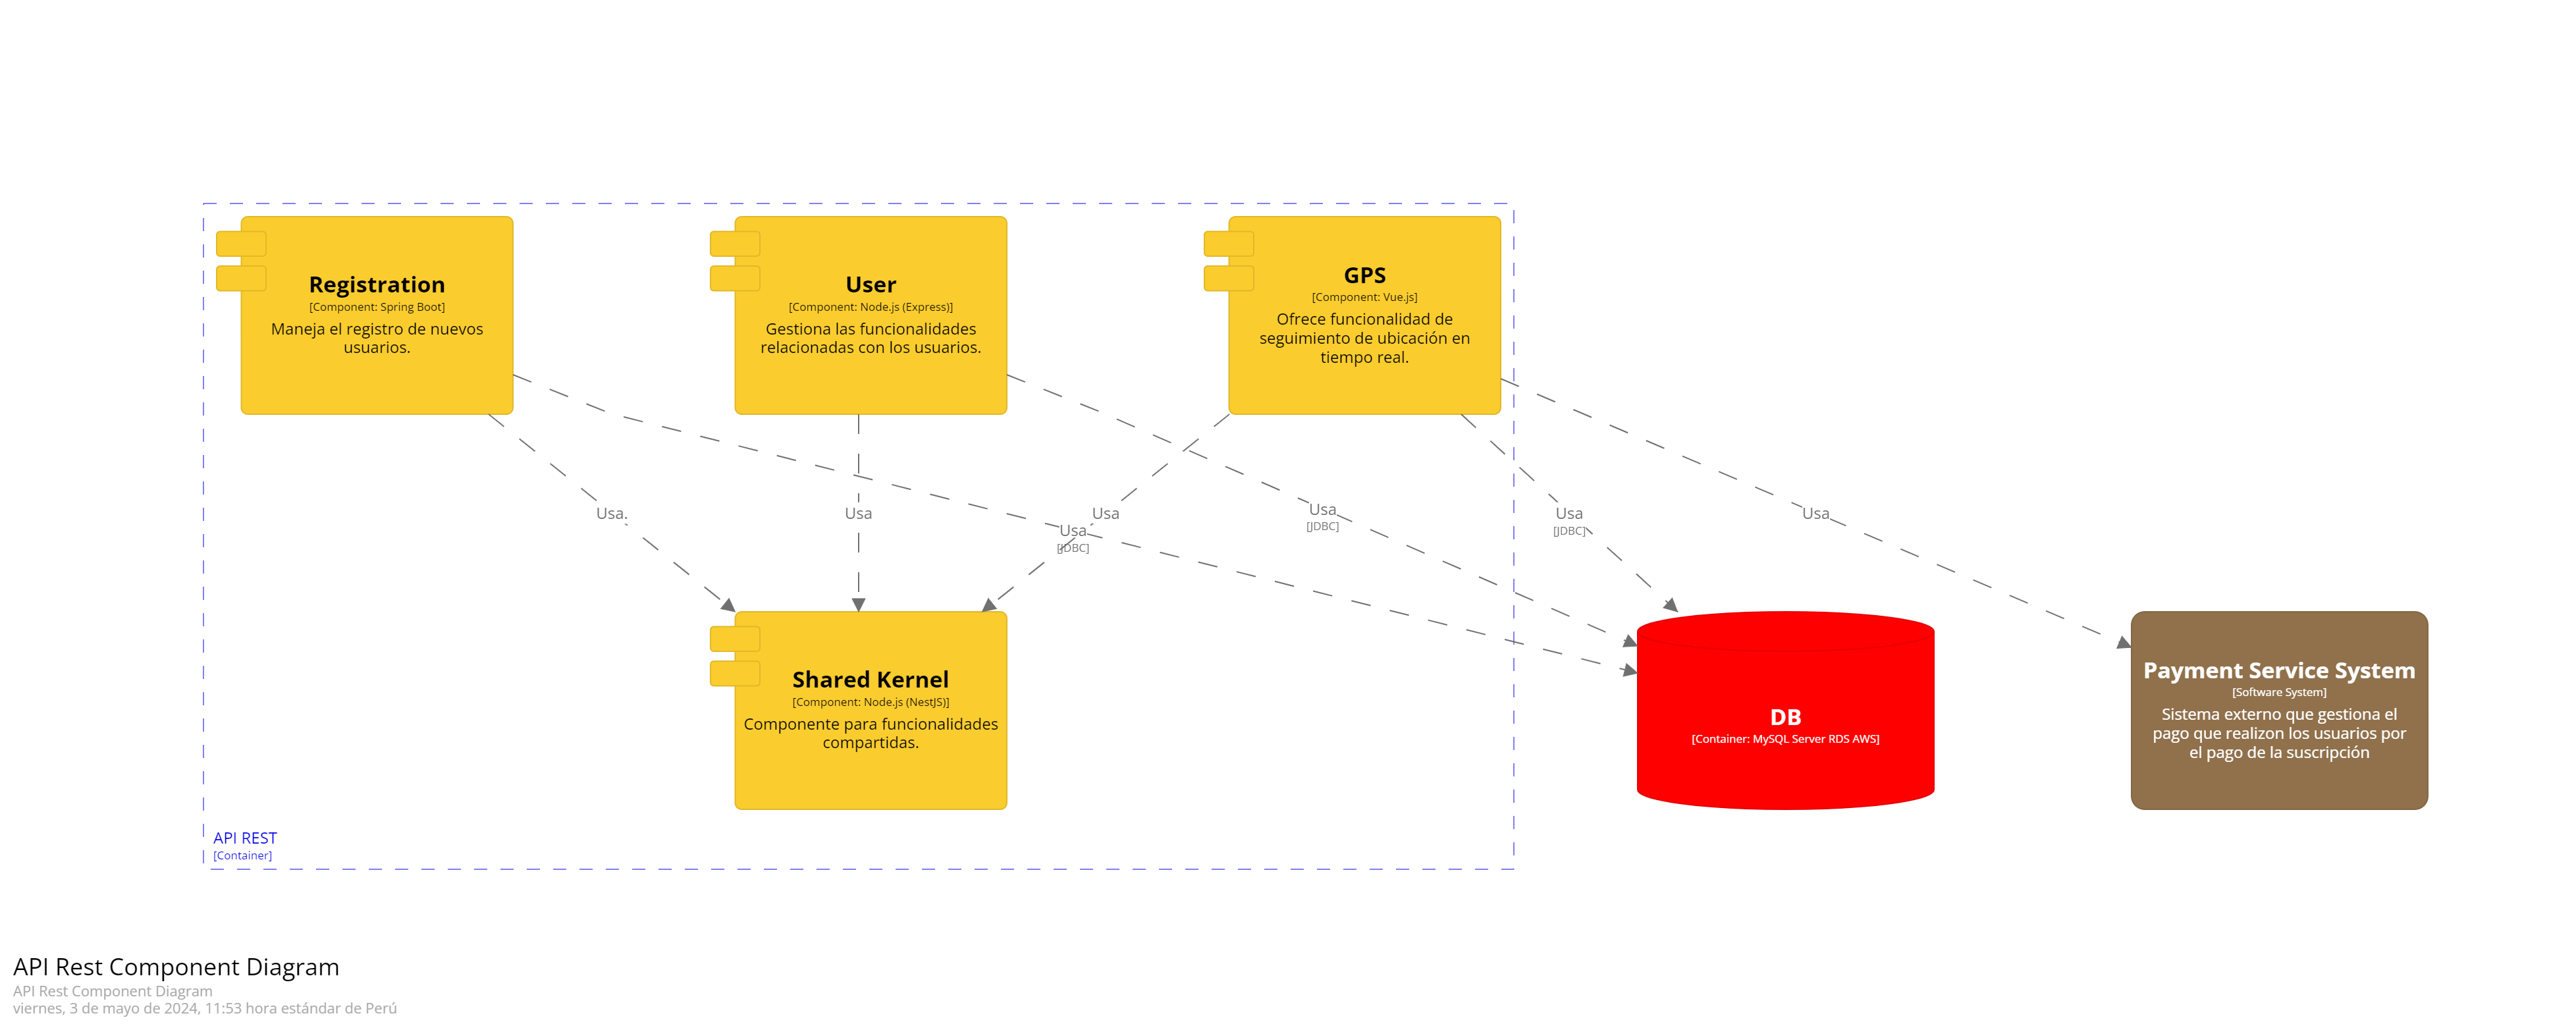 Registration
[Component: Spring Boot]
Maneja el registro de nuevos
usuarios.
User
[Component: Node.js (Express)]
Gestiona las funcionalidades
relacionadas con los usuarios.
GPS
[Component: Vue.js]
Ofrece funcionalidad de
seguimiento de ubicación en
tiempo real.
Usa.
Usa
Usa
[JDBC]
Usa
Usa
[JDBC]
Usa
[JDBC]
Usa
Shared Kernel
[Component: Node.js (NestJS)]
Componente para funcionalidades
compartidas.
DB
[Container: MySQL Server RDS AWS]
Payment Service System
[Software System]
Sistema externo que gestiona el
pago que realizon los usuarios por
el pago de la suscripción
API REST
[Container]
API Rest Component Diagram
API Rest Component Diagram
viernes, 3 de mayo de 2024, 11:53 hora estándar de Perú